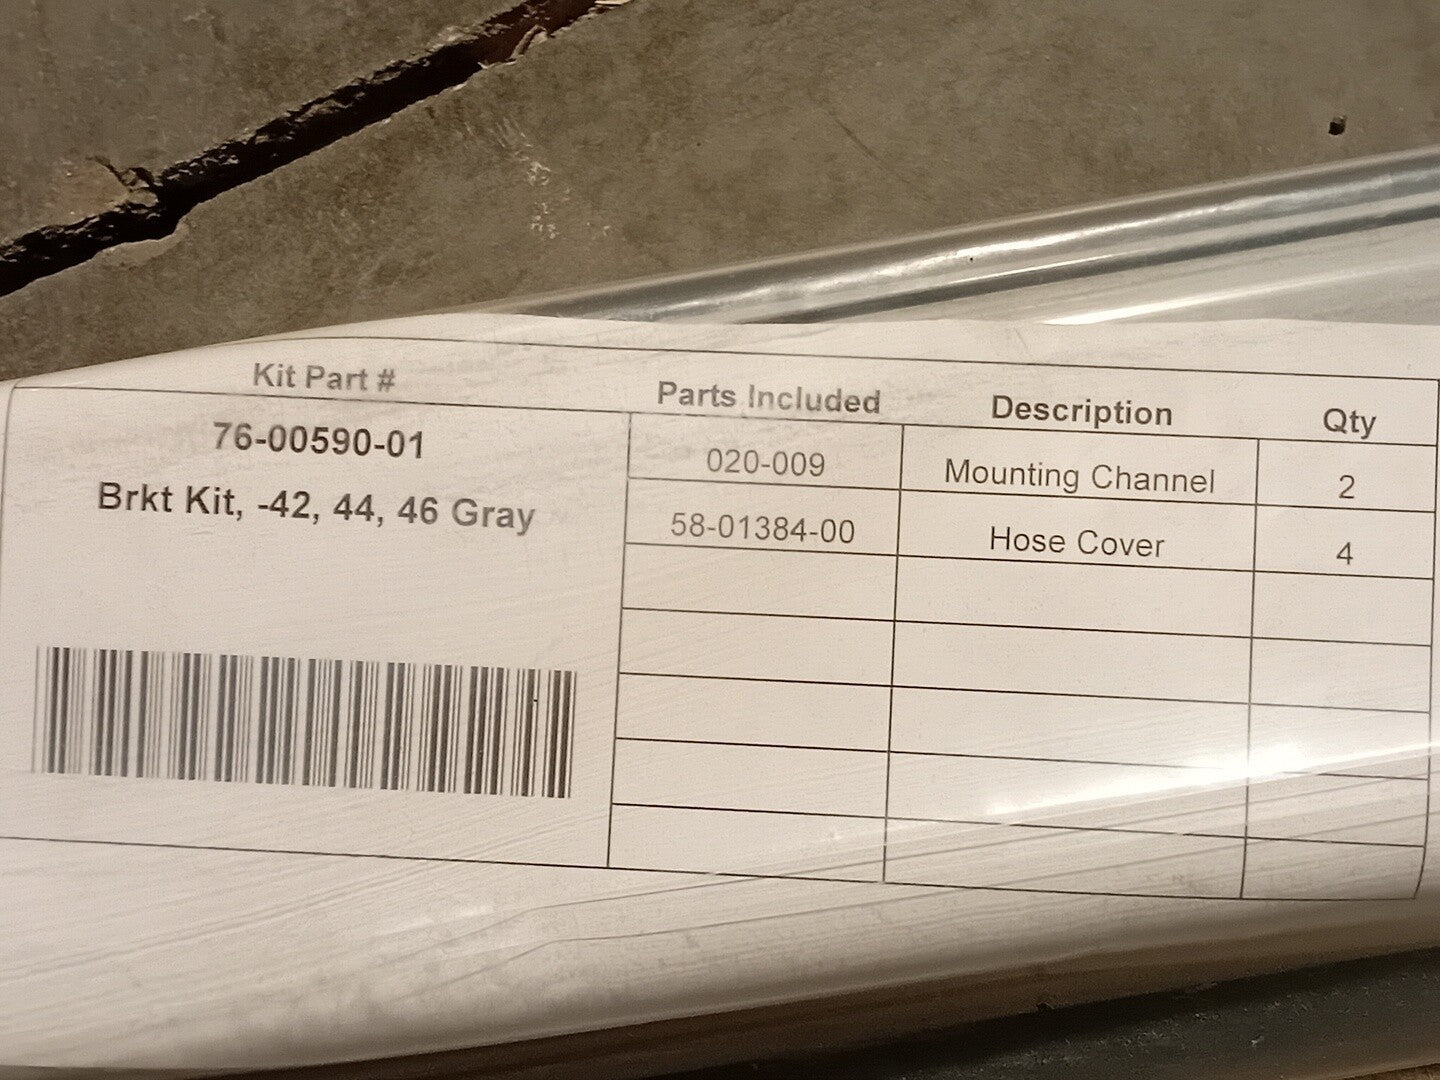 Kit Part # Parts Included Description Qty
76-00590-01
Brkt Kit, -42, 44, 46 Gray
020-009 Mounting Channel 2
58-01384-00 Hose Cover 4